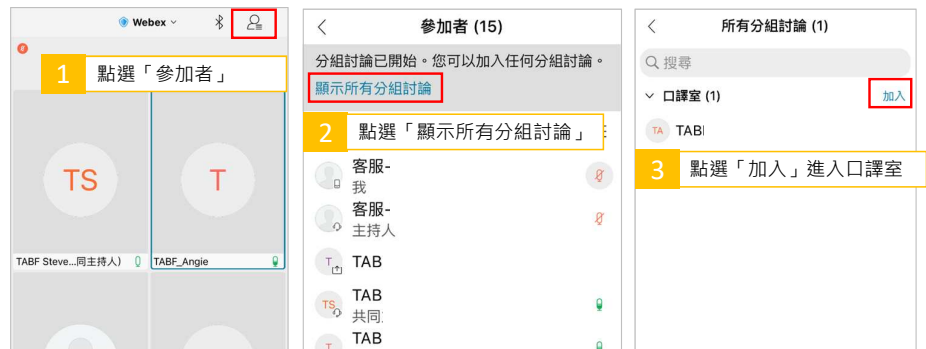 Webex
1 點選「參加者」
TS
T
TABF Steve...同主持人)
TABF_Angie
參加者 (15)
分組討論已開始。您可以加入任何分組討論。
顯示所有分組討論
2 點選「顯示所有分組討論」
客服-
我
客服-
主持人
T TAB
TS TAB
共同
T TAB
所有分組討論 (1)
搜尋
口譯室 (1) 加入
TA TAB
3 點選「加入」進入口譯室